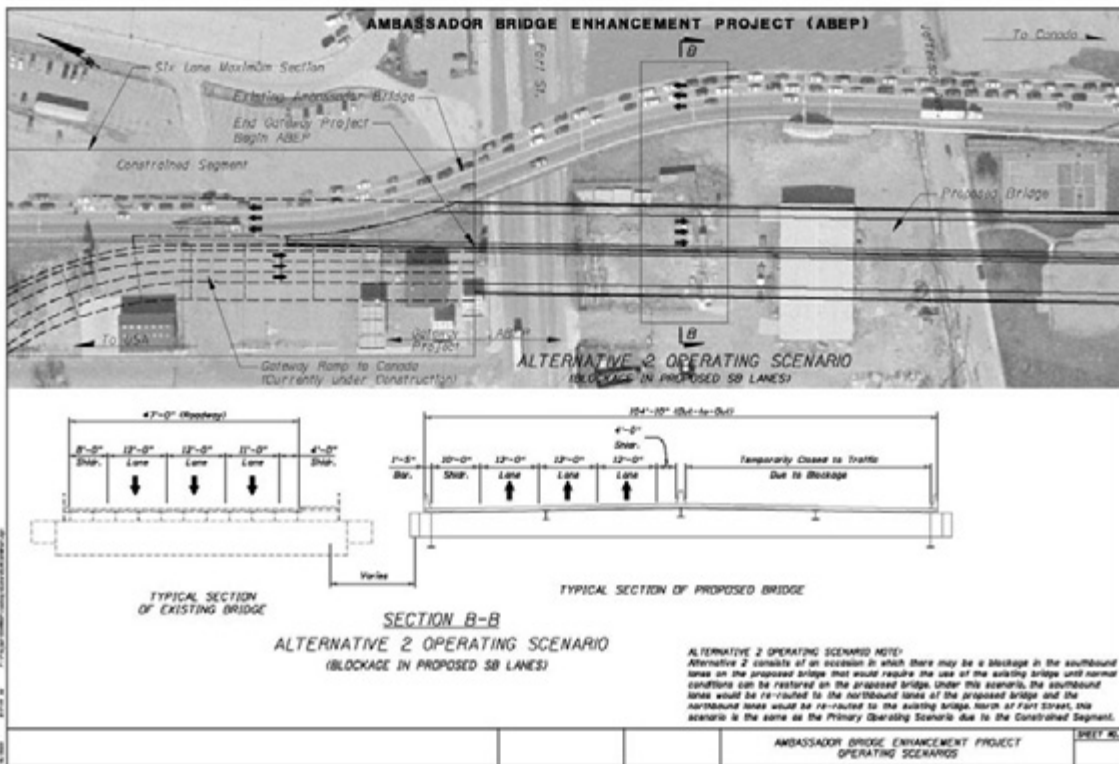 AMBASSADOR BRIDGE ENHANCEMENT PROJECT (ABEP)
B
To Canada
Fort St.
Jefferson
Six Lane Maximum Section
Existing Ambassador Bridge
End Gateway Project
Begin ABEP
Constrained Segment
Proposed Bridge
To USA
Gateway
Project
ABEP
B
Gateway Ramp to Canada
(Currently under Construction)
ALTERNATIVE 2 OPERATING SCENARIO
(BLOCKAGE IN PROPOSED SB LANES)
47'-0" (Roadway)
8'-0"
Shldr.
12'-0"
Lane
12'-0"
Lane
11'-0"
Lane
4'-0"
Shldr.
104'-10" (Out-to-Out)
1'-5"
Bar.
10'-0"
Shldr.
12'-0"
Lane
12'-0"
Lane
12'-0"
Lane
4'-0"
Shldr.
Temporarily Closed to Traffic
Due to Blockage
Varies
TYPICAL SECTION
OF EXISTING BRIDGE
TYPICAL SECTION OF PROPOSED BRIDGE
SECTION B-B
ALTERNATIVE 2 OPERATING SCENARIO
(BLOCKAGE IN PROPOSED SB LANES)
ALTERNATIVE 2 OPERATING SCENARIO NOTE:
Alternative 2 consists of an occasion in which there may be a blockage in the southbound
lanes on the proposed bridge that would require the use of the existing bridge until normal
conditions can be restored on the proposed bridge. Under this scenario, the southbound
lanes would be re-routed to the northbound lanes of the proposed bridge and the
northbound lanes would be re-routed to the existing bridge. North of Fort Street, this
scenario is the same as the Primary Operating Scenario due to the Constrained Segment.
AMBASSADOR BRIDGE ENHANCEMENT PROJECT
OPERATING SCENARIOS
SHEET NO.